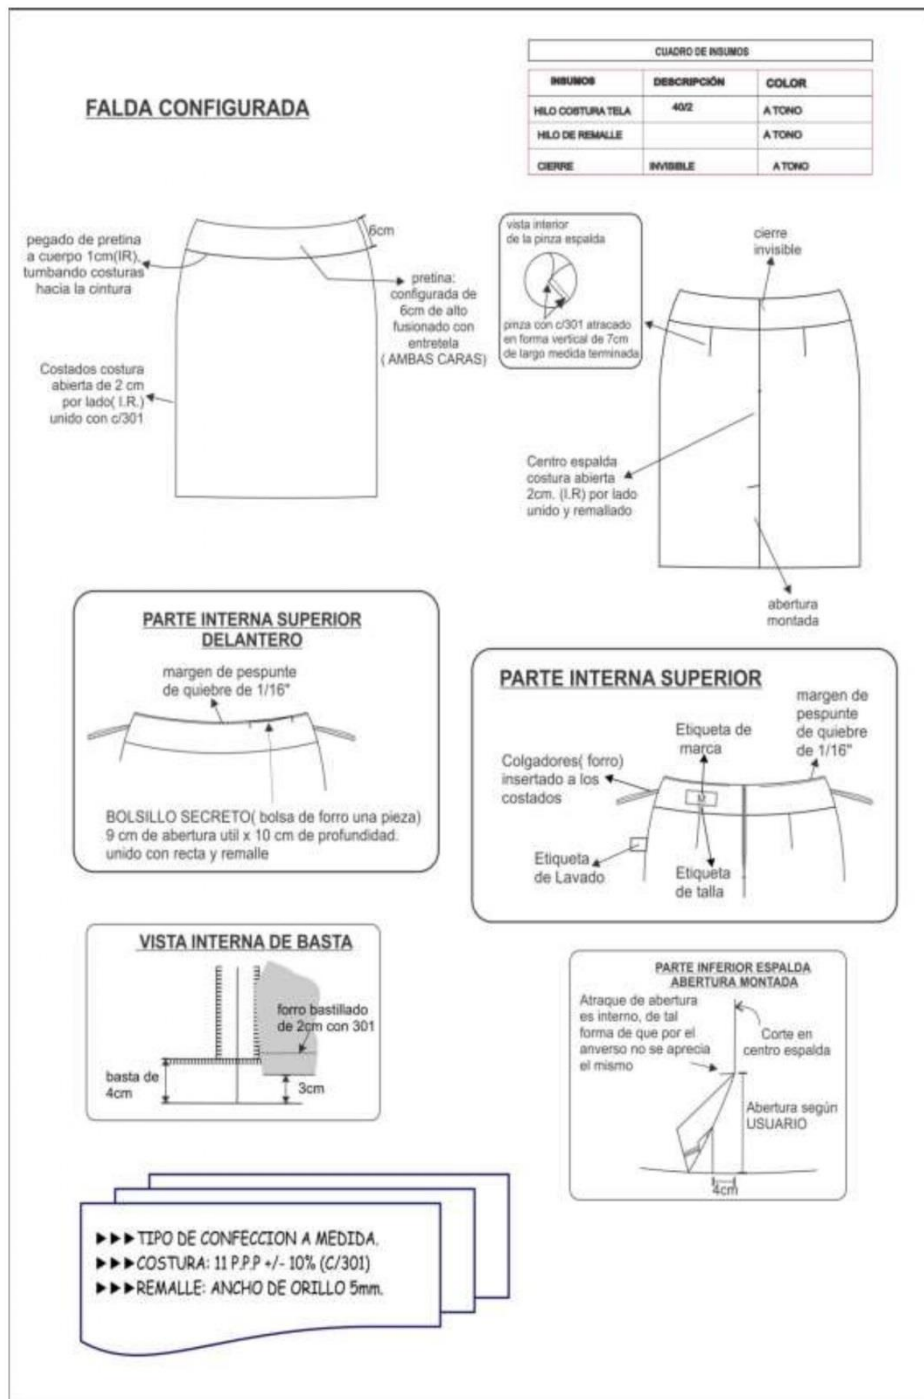 FALDA CONFIGURADA
CUADRO DE INSUMOS
INSUMOS DESCRIPCIÓN COLOR
HILO COSTURA TELA 40/2 A TONO
HILO DE REMALLE A TONO
CIERRE INVISIBLE A TONO
pegado de pretina
a cuerpo 1cm(IR),
tumbando costuras
hacia la cintura
6cm
pretina:
configurada de
6cm de alto
fusionado con
entretela
( AMBAS CARAS)
Costados costura
abierta de 2 cm
por lado( I.R.)
unido con c/301
vista interior
de la pinza espalda
pinza con c/301 atracado
en forma vertical de 7cm
de largo medida terminada
cierre
invisible
Centro espalda
costura abierta
2cm. (I.R) por lado
unido y remallado
abertura
montada
PARTE INTERNA SUPERIOR
DELANTERO
margen de pespunte
de quiebre de 1/16"
BOLSILLO SECRETO( bolsa de forro una pieza)
9 cm de abertura util x 10 cm de profundidad.
unido con recta y remalle
PARTE INTERNA SUPERIOR
margen de
pespunte
de quiebre
de 1/16"
Etiqueta de
marca
Colgadores( forro)
insertado a los
costados
M
Etiqueta
de Lavado
Etiqueta
de talla
VISTA INTERNA DE BASTA
forro bastillado
de 2cm con 301
basta de
4cm
3cm
PARTE INFERIOR ESPALDA
ABERTURA MONTADA
Atraque de abertura
es interno, de tal
forma de que por el
anverso no se aprecia
el mismo
Corte en
centro espalda
Abertura según
USUARIO
4cm
►►►TIPO DE CONFECCION A MEDIDA.
►►►COSTURA: 11 P.P.P +/- 10% (C/301)
►►►REMALLE: ANCHO DE ORILLO 5mm.